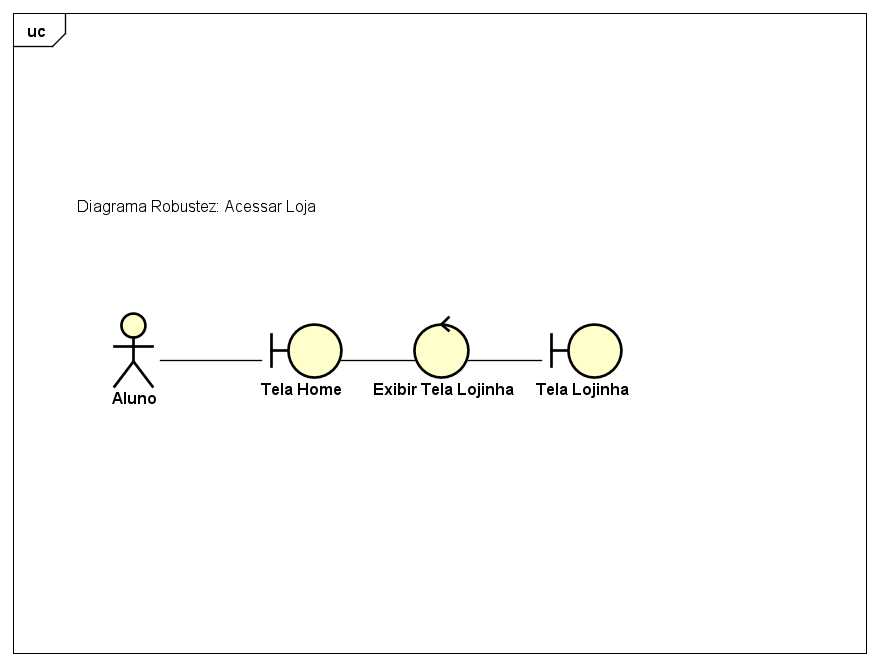 uc
Diagrama Robustez: Acessar Loja
Aluno
Tela Home
Exibir Tela Lojinha
Tela Lojinha